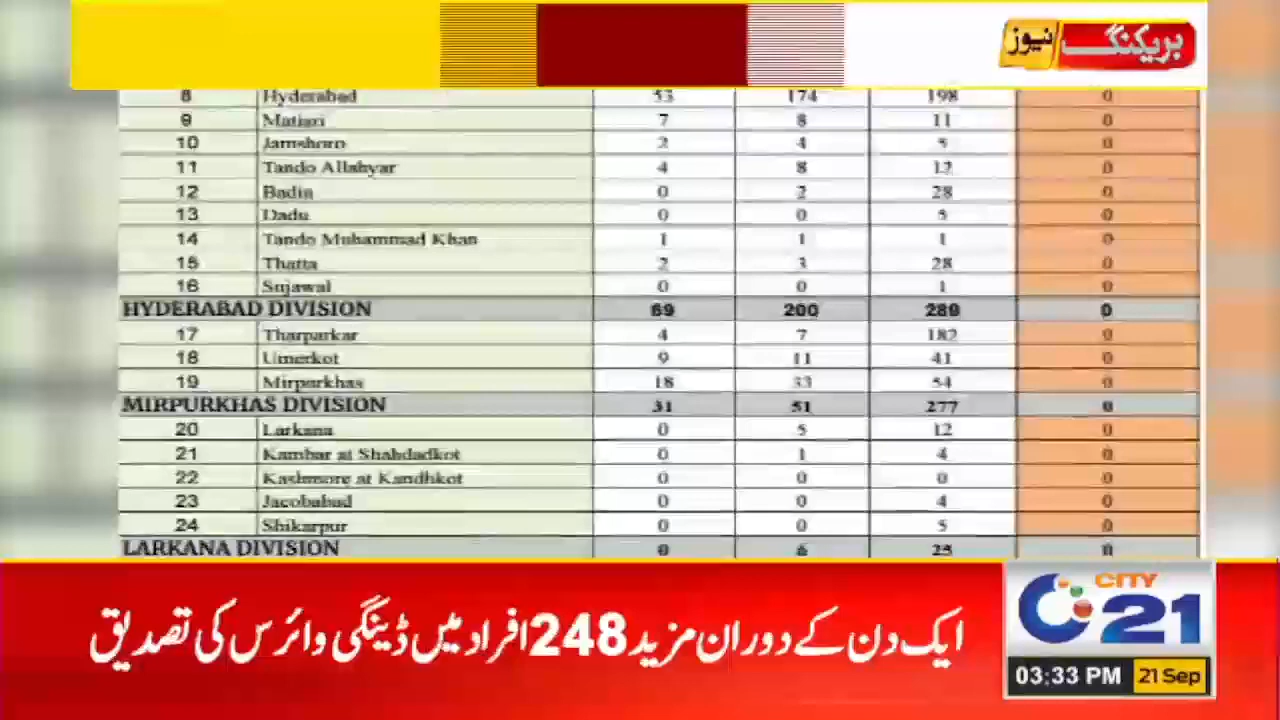 بریکنگ نیوز
8 Hyderabad 53 174 198 0
9 Matiari 7 8 11 0
10 Jamshoro 2 4 5 0
11 Tando Allahyar 4 8 12 0
12 Badin 0 2 28 0
13 Dadu 0 0 5 0
14 Tando Muhammad Khan 1 1 1 0
15 Thatta 2 3 28 0
16 Sujawal 0 0 1 0
HYDERABAD DIVISION 69 200 289 0
17 Tharparkar 4 7 182 0
18 Umerkot 9 11 41 0
19 Mirpurkhas 18 33 54 0
MIRPURKHAS DIVISION 31 51 277 0
20 Larkana 0 5 12 0
21 Kambar at Shahdadkot 0 1 4 0
22 Kashmore at Kandhkot 0 0 0 0
23 Jacobabad 0 0 4 0
24 Shikarpur 0 0 5 0
LARKANA DIVISION 0 6 25 0
ایک دن کے دوران مزید 248 افراد میں ڈینگی وائرس کی تصدیق
CITY
21
03:33 PM 21 Sep